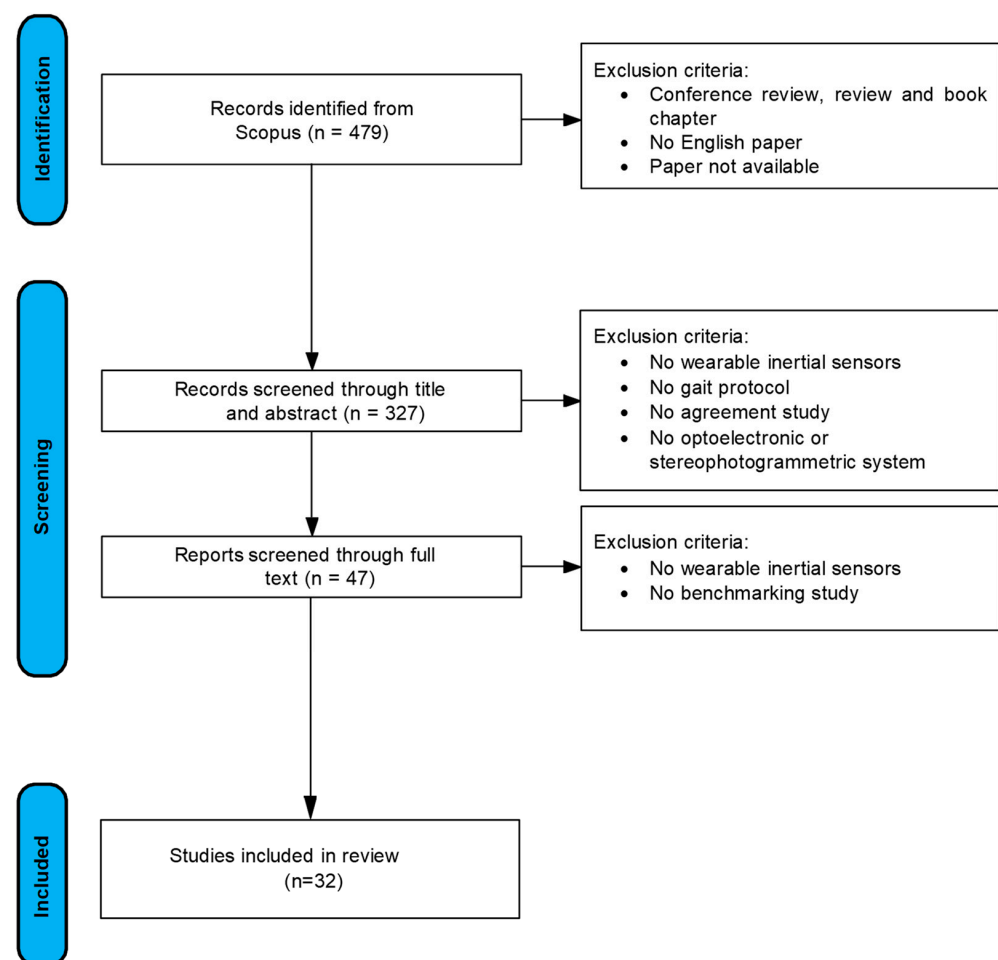 Identification
Records identified from
Scopus (n = 479)
Exclusion criteria:
• Conference review, review and book
chapter
• No English paper
• Paper not available
Screening
Records screened through title
and abstract (n = 327)
Exclusion criteria:
• No wearable inertial sensors
• No gait protocol
• No agreement study
• No optoelectronic or
stereophotogrammetric system
Reports screened through full
text (n = 47)
Exclusion criteria:
• No wearable inertial sensors
• No benchmarking study
Included
Studies included in review
(n=32)